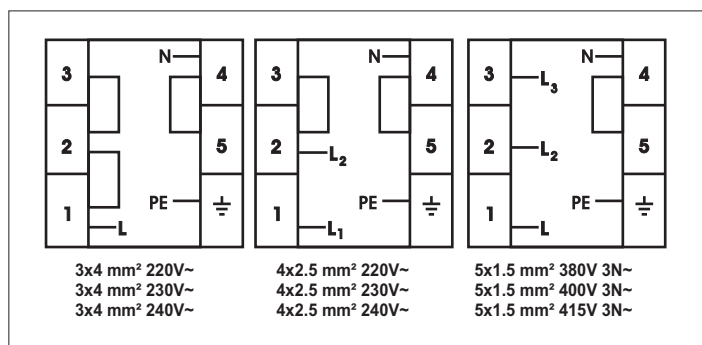 N
3 4
2 5
PE
1 ⏚
L
3x4 mm² 220V~
3x4 mm² 230V~
3x4 mm² 240V~
N
3 4
2 5
L₂
PE
1 ⏚
L₁
4x2.5 mm² 220V~
4x2.5 mm² 230V~
4x2.5 mm² 240V~
N
3 4
L₃
2 5
L₂
PE
1 ⏚
L
5x1.5 mm² 380V 3N~
5x1.5 mm² 400V 3N~
5x1.5 mm² 415V 3N~